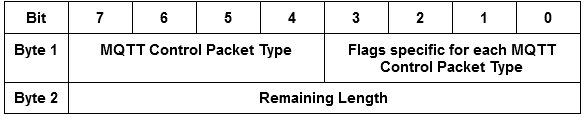 Bit 7 6 5 4 3 2 1 0
Byte 1 MQTT Control Packet Type Flags specific for each MQTT
Control Packet Type
Byte 2 Remaining Length